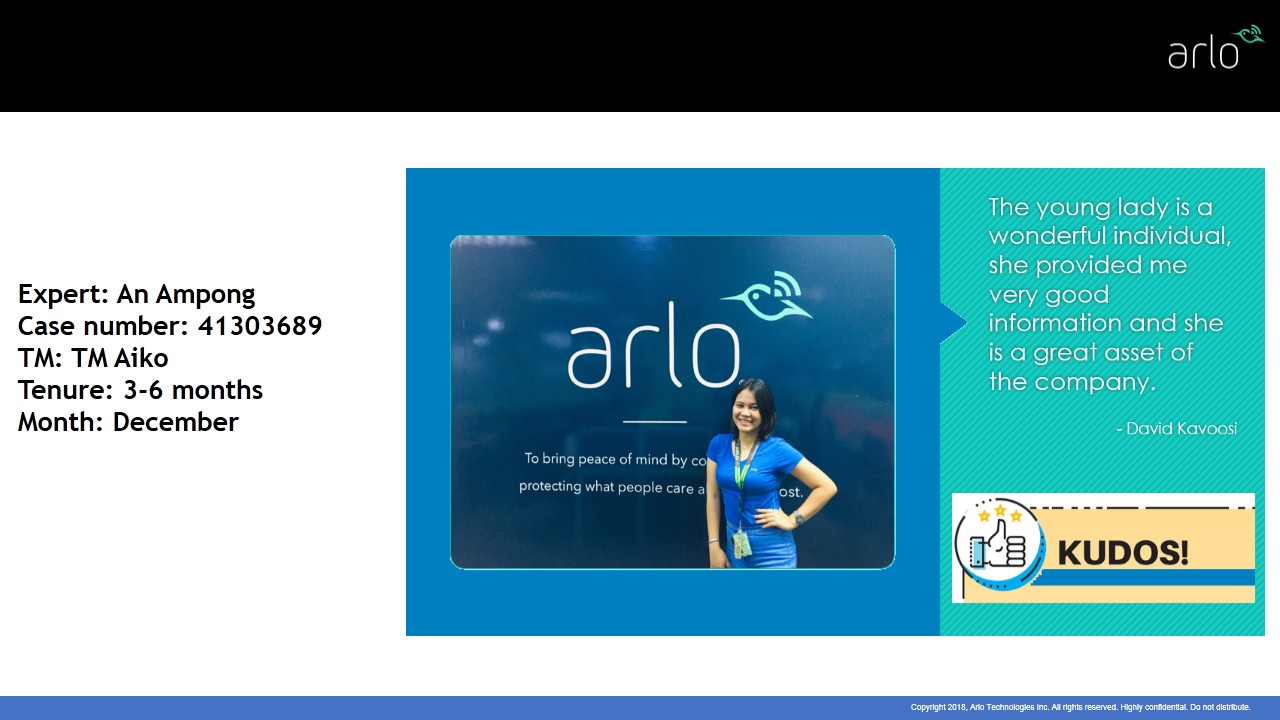 arlo
Expert: An Ampong
Case number: 41303689
TM: TM Aiko
Tenure: 3-6 months
Month: December
arlo
To bring peace of mind by co
protecting what people care a ost.
The young lady is a
wonderful individual,
she provided me
very good
information and she
is a great asset of
the company.
- David Kavoosi
KUDOS!
Copyright 2018, Arlo Technologies Inc. All rights reserved. Highly confidential. Do not distribute.